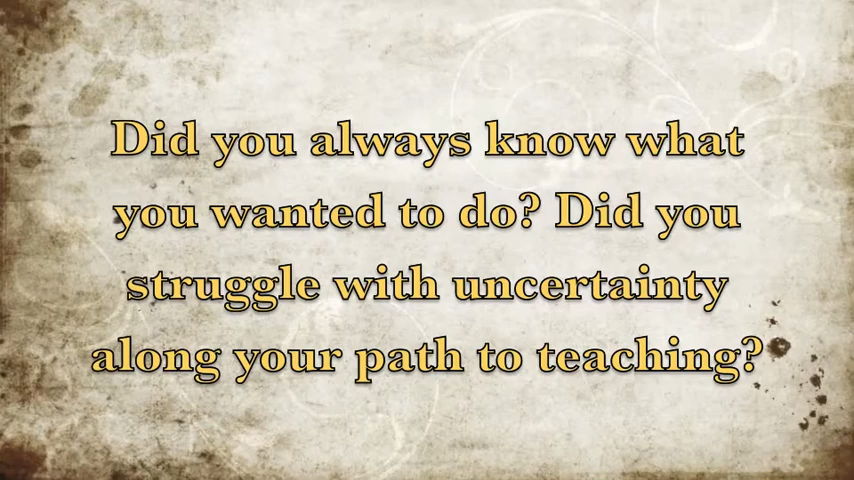 Did you always know what
you wanted to do? Did you
struggle with uncertainty
along your path to teaching?